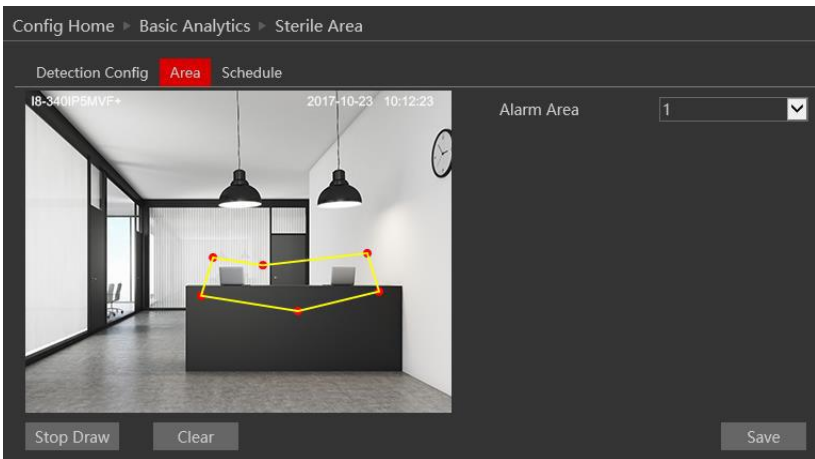 Config Home ▶ Basic Analytics ▶ Sterile Area
Detection Config Area Schedule
I8-340IP5MVF+ 2017-10-23 10:12:23
Alarm Area 1
Stop Draw Clear Save